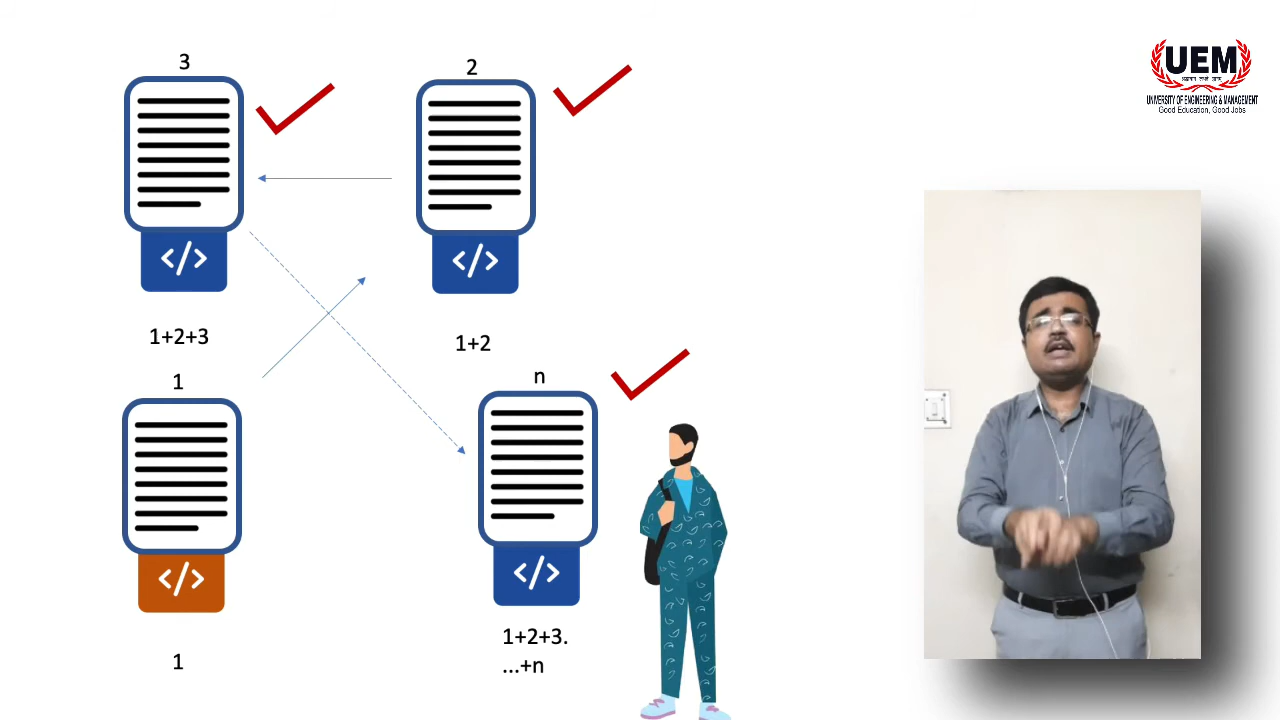 3
2
</>
</>
1+2+3
1+2
1
n
</>
</>
1
1+2+3.
...+n
UEM
UNIVERSITY OF ENGINEERING & MANAGEMENT
Good Education, Good Jobs